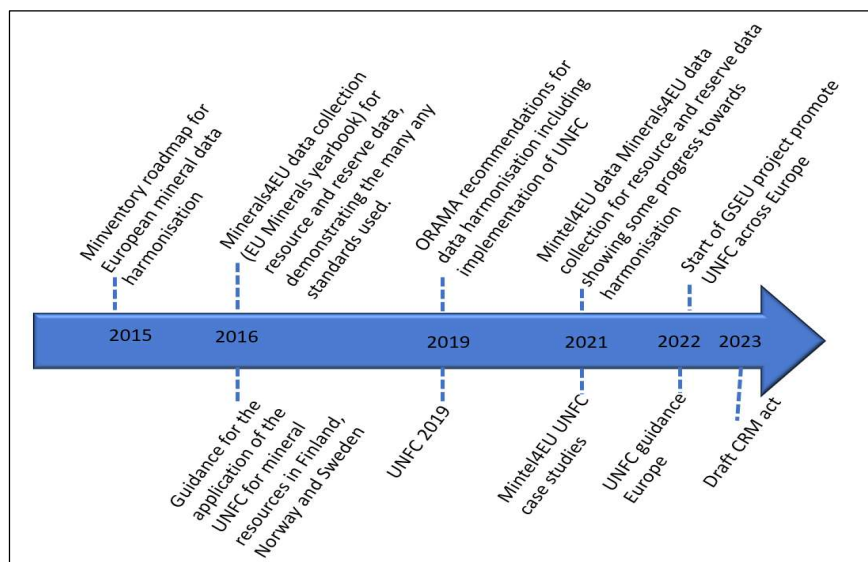 Minventory roadmap for
European mineral data
harmonisation
Minerals4EU data collection
(EU Minerals yearbook) for
resource and reserve data,
demonstrating the many any
standards used.
ORAMA recommendations for
data harmonisation including
implementation of UNFC
Mintel4EU data Minerals4EU data
collection for resource and reserve data
showing some progress towards
harmonisation
Start of GSEU project promote
UNFC across Europe
2015
2016
2019
2021
2022
2023
Guidance for the
application of the
UNFC for mineral
resources in Finland,
Norway and Sweden
UNFC 2019
Mintel4EU UNFC
case studies
UNFC guidance
Europe
Draft CRM act